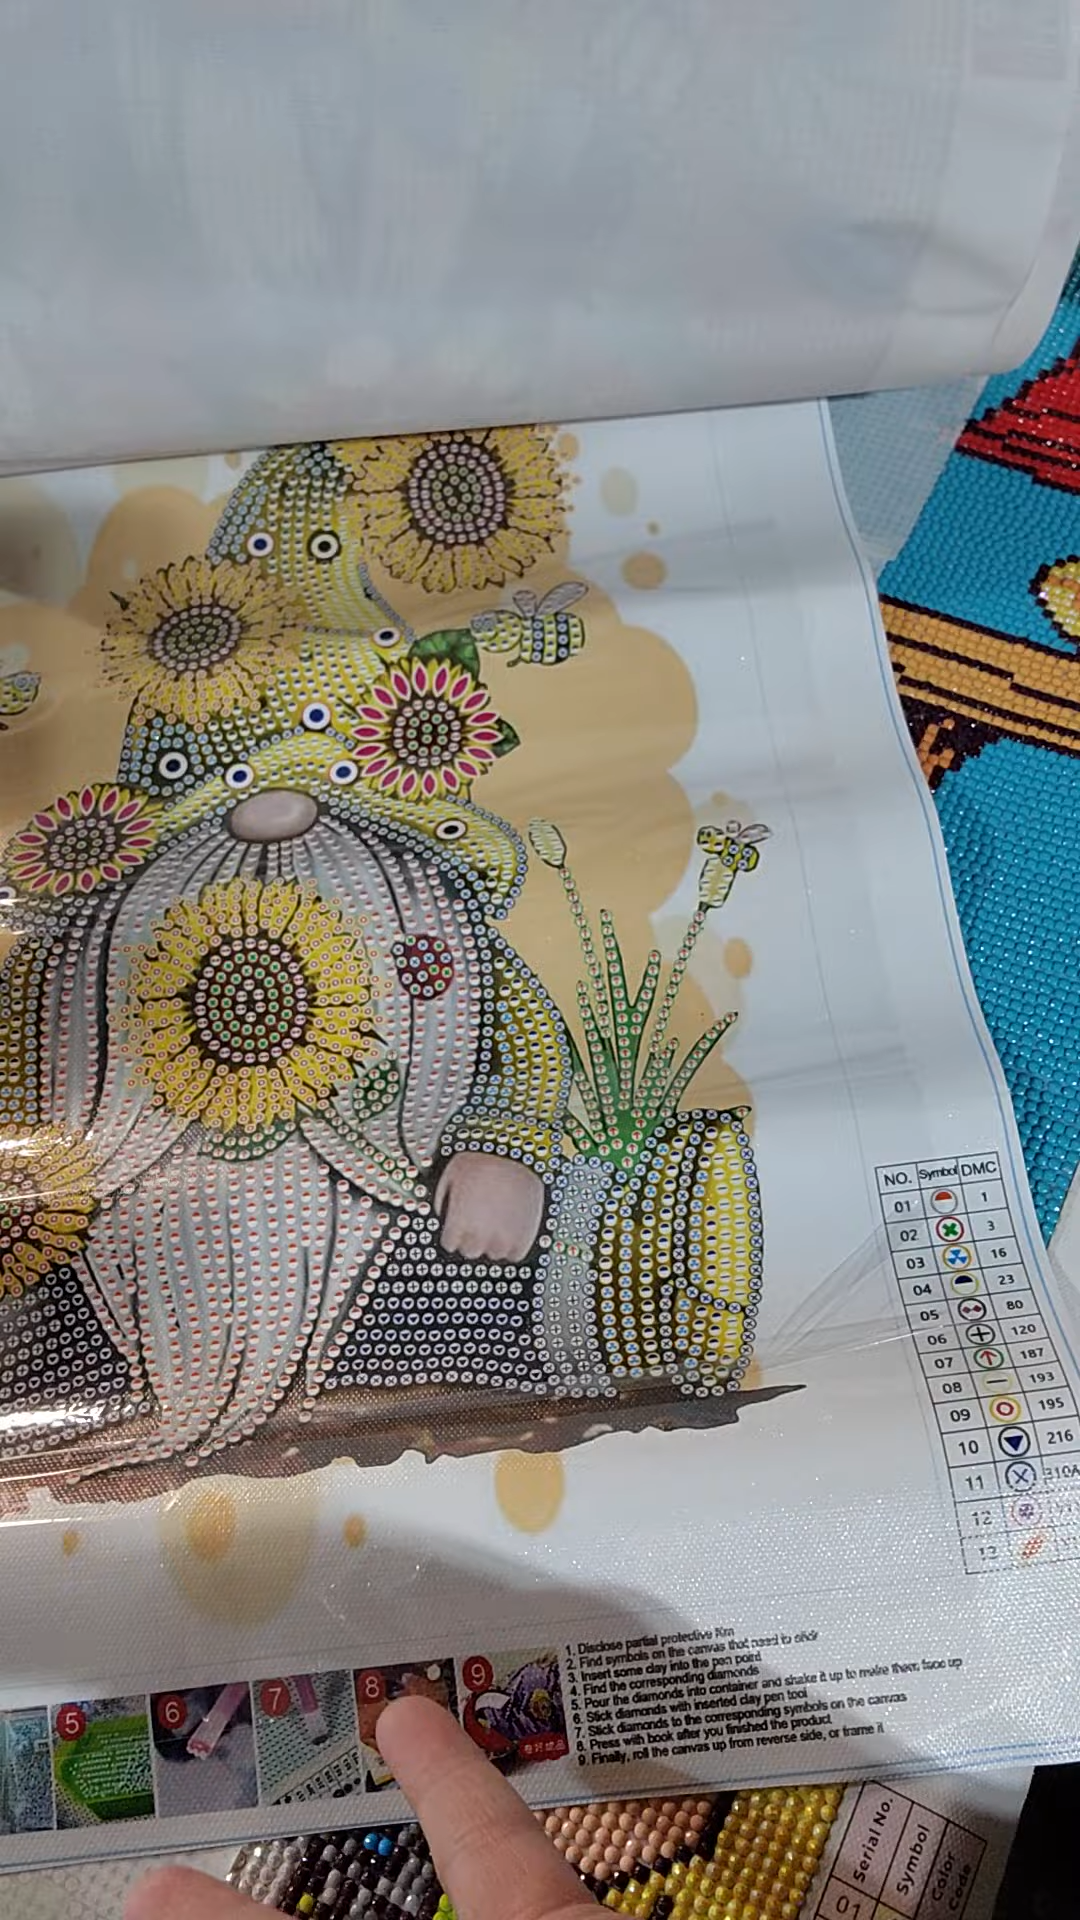 NO. Symbol DMC
01 1
02 3
03 16
04 23
05 80
06 120
07 187
08 193
09 195
10 216
11 310A
12
13
1. Disclose partial protective film
2. Find symbols on the canvas that need to stick
3. Insert some clay into the pen point
4. Find the corresponding diamonds
5. Pour the diamonds into container and shake it up to make them face up
6. Stick diamonds with inserted clay pen tool
7. Stick diamonds to the corresponding symbols on the canvas
8. Press with book after you finished the product
9. Finally, roll the canvas up from reverse side, or frame it
5
6
7
8
9
Serial No.
Symbol
Color Code
01